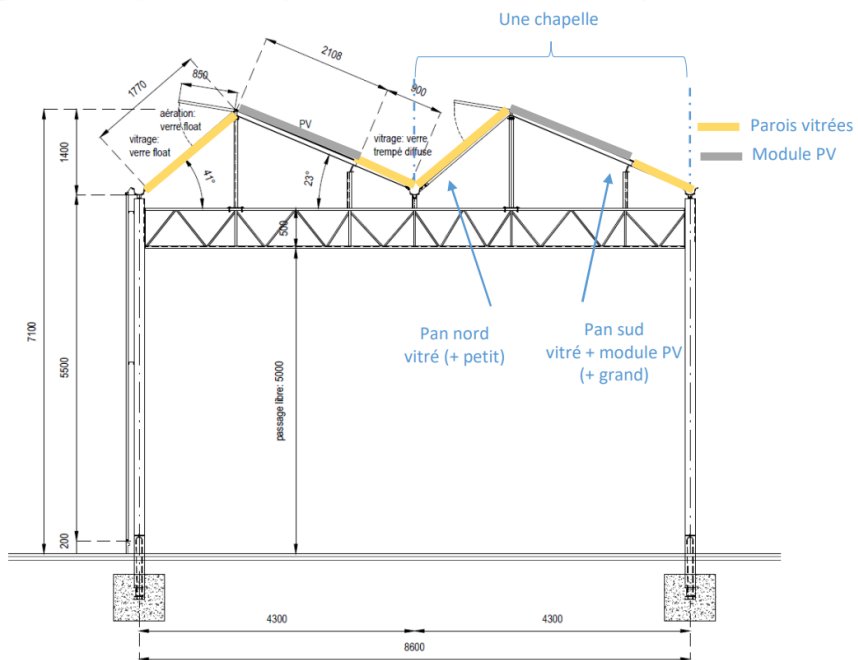 Une chapelle
2108
900
1770
850
aération:
verre float
vitrage:
verre float
PV
vitrage: verre
trempé diffuse
Parois vitrées
Module PV
1400
41°
23°
500
Pan nord
vitré (+ petit)
Pan sud
vitré + module PV
(+ grand)
7100
5500
passage libre: 5000
200
4300
4300
8600